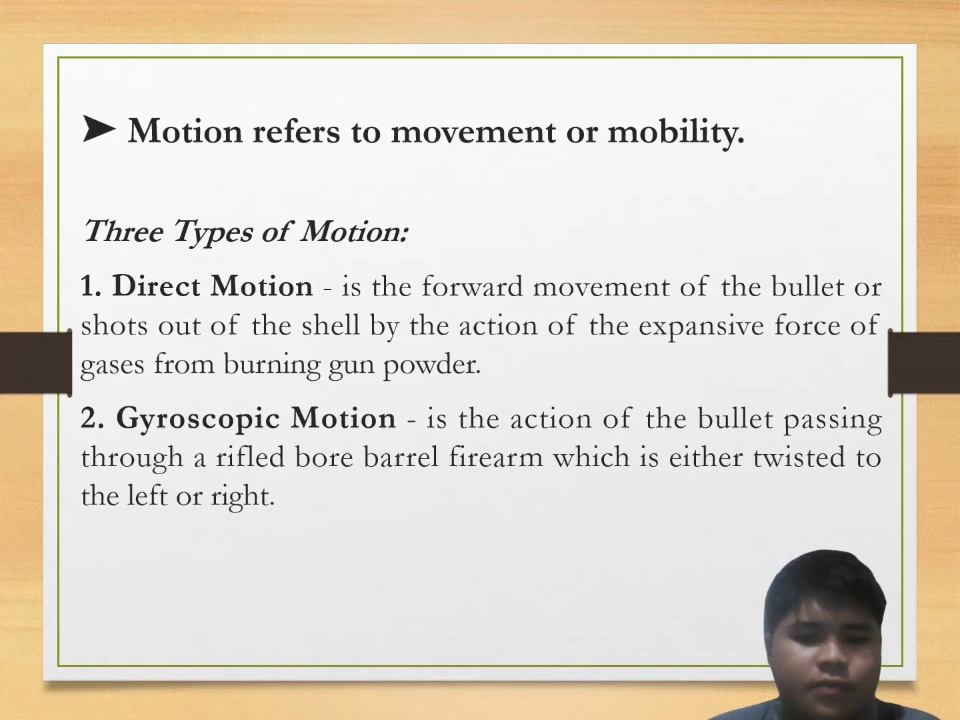 ➤ Motion refers to movement or mobility.
Three Types of Motion:
1. Direct Motion - is the forward movement of the bullet or
shots out of the shell by the action of the expansive force of
gases from burning gun powder.
2. Gyroscopic Motion - is the action of the bullet passing
through a rifled bore barrel firearm which is either twisted to
the left or right.